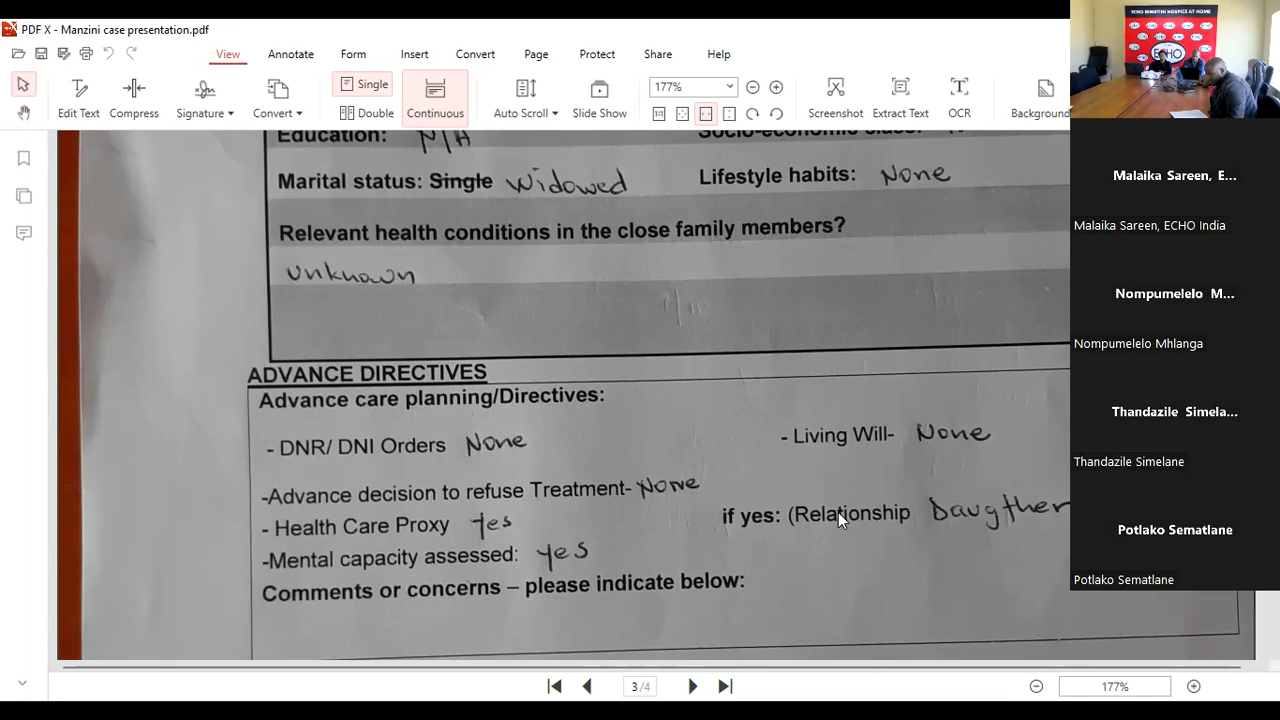 PDF X - Manzini case presentation.pdf
View Annotate Form Insert Convert Page Protect Share Help
Edit Text Compress Signature Convert Single Double Continuous Auto Scroll Slide Show 177% Screenshot Extract Text OCR Background
ECHO
Education: N/A
Socio-economic class:
Marital status: Single Widowed
Lifestyle habits: None
Relevant health conditions in the close family members?
Unknown
ADVANCE DIRECTIVES
Advance care planning/Directives:
- DNR/ DNI Orders None
- Living Will- None
-Advance decision to refuse Treatment- None
- Health Care Proxy Yes
if yes: (Relationship Daugther
-Mental capacity assessed: yes
Comments or concerns – please indicate below:
Malaika Sareen, E...
Malaika Sareen, ECHO India
Nompumelelo M...
Nompumelelo Mhlanga
Thandazile Simela...
Thandazile Simelane
Potlako Sematlane
Potlako Sematlane
3/4
177%